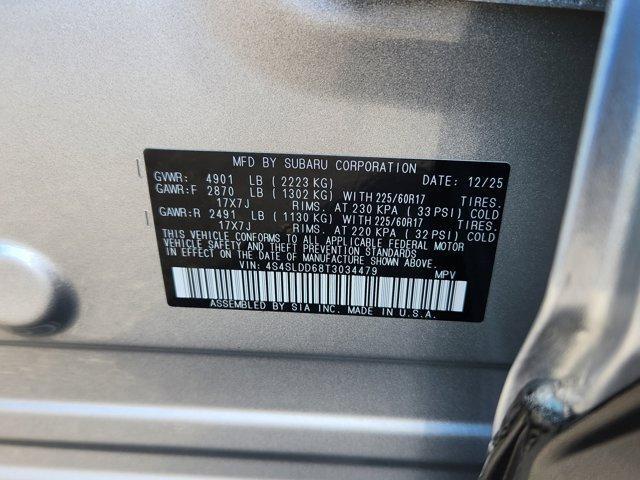 MFD BY SUBARU CORPORATION
GVWR: 4901 LB ( 2223 KG) DATE: 12/25
GAWR:F 2870 LB ( 1302 KG) WITH 225/60R17 TIRES.
17X7J RIMS. AT 230 KPA ( 33 PSI) COLD
GAWR:R 2491 LB ( 1130 KG) WITH 225/60R17 TIRES.
17X7J RIMS. AT 220 KPA ( 32 PSI) COLD
THIS VEHICLE CONFORMS TO ALL APPLICABLE FEDERAL MOTOR
VEHICLE SAFETY AND THEFT PREVENTION STANDARDS
IN EFFECT ON THE DATE OF MANUFACTURE SHOWN ABOVE.
VIN: 4S4SLDD68T3034479 MPV
ASSEMBLED BY SIA INC. MADE IN U.S.A.